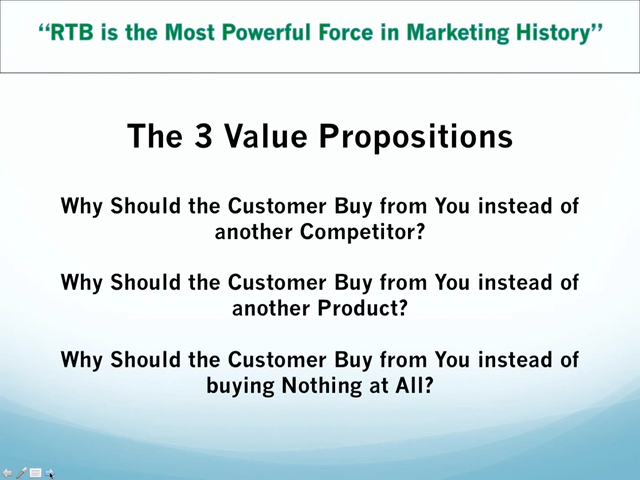 “RTB is the Most Powerful Force in Marketing History”
The 3 Value Propositions
Why Should the Customer Buy from You instead of
another Competitor?
Why Should the Customer Buy from You instead of
another Product?
Why Should the Customer Buy from You instead of
buying Nothing at All?